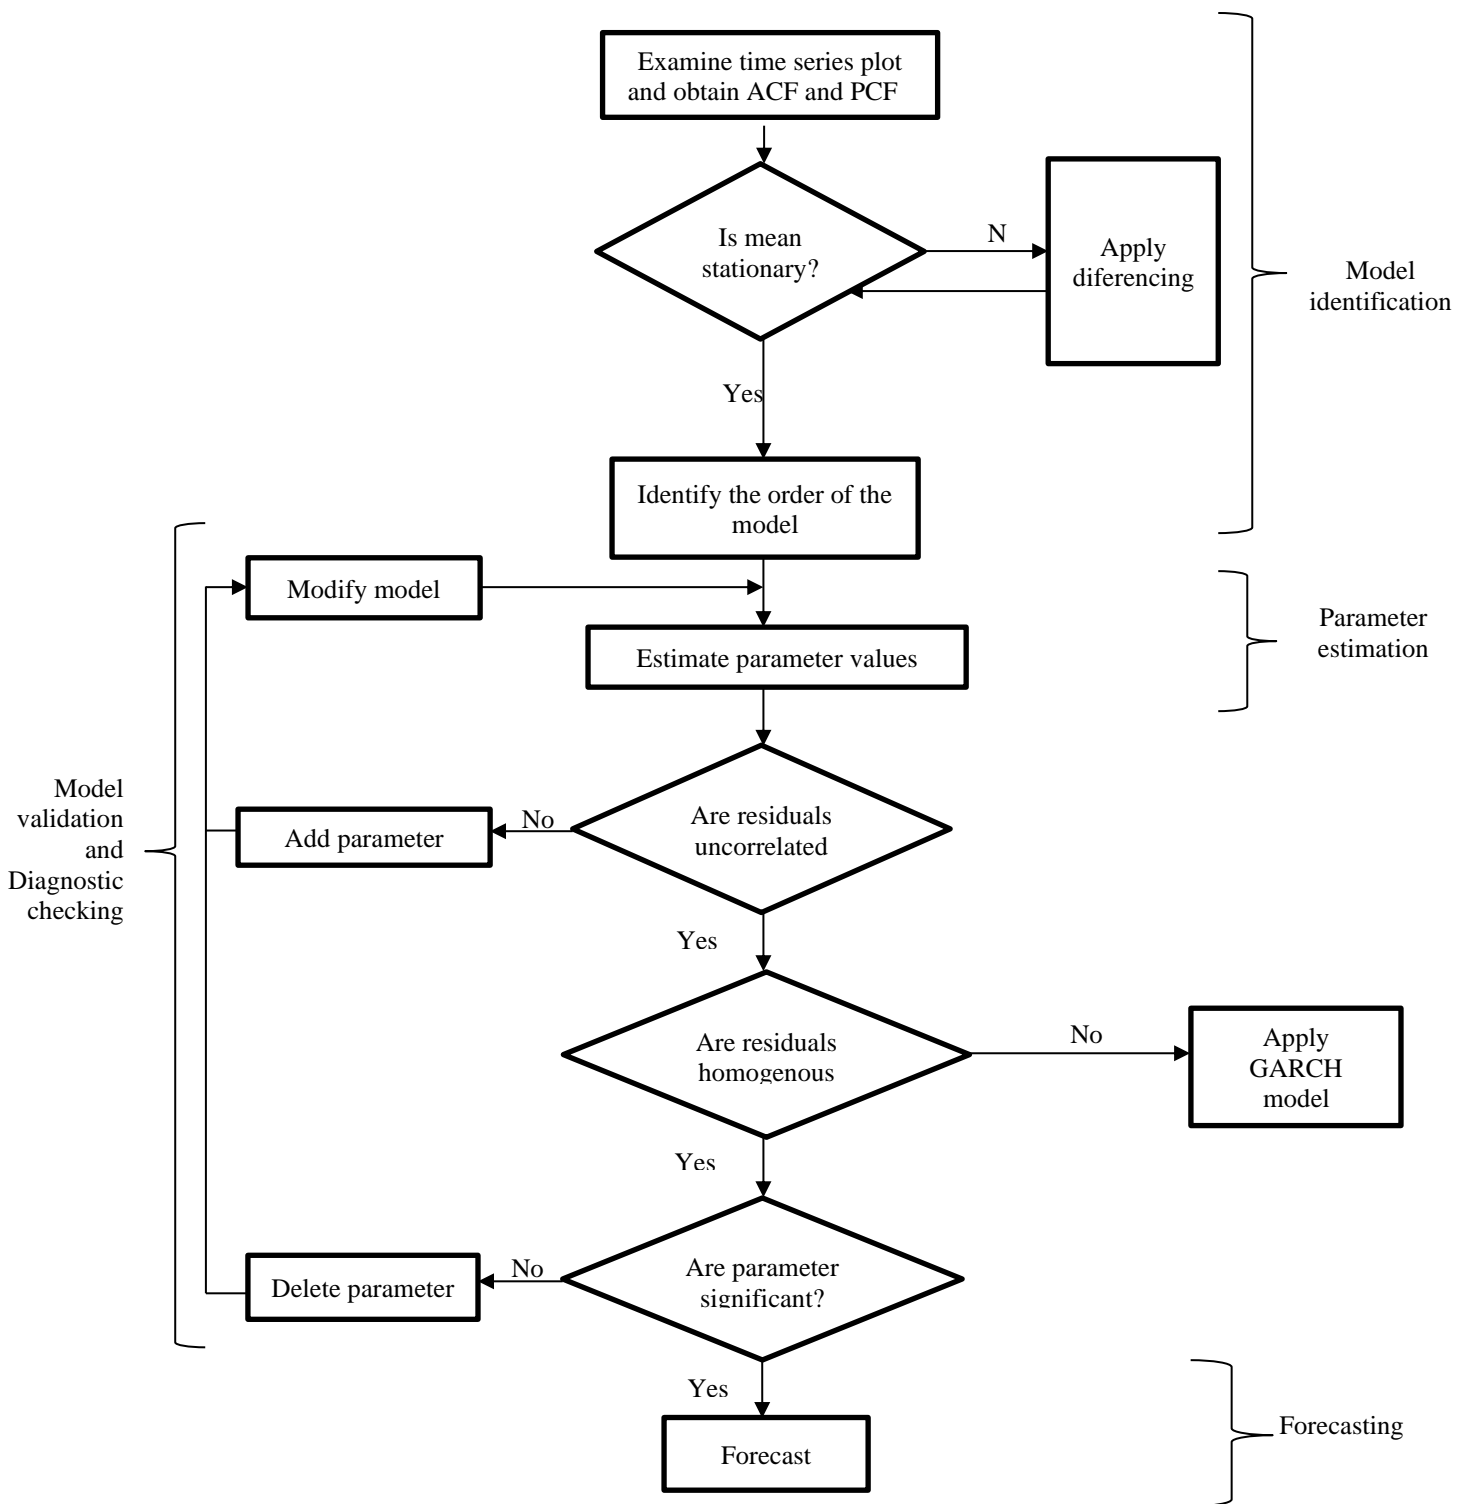 Examine time series plot
and obtain ACF and PCF
Is mean
stationary?
N
Apply
diferencing
Model
identification
Yes
Identify the order of the
model
Modify model
Parameter
estimation
Estimate parameter values
Model
validation
and
Diagnostic
checking
Add parameter
No
Are residuals
uncorrelated
Yes
Are residuals
homogenous
No
Apply
GARCH
model
Yes
Delete parameter
No
Are parameter
significant?
Yes
Forecast
Forecasting